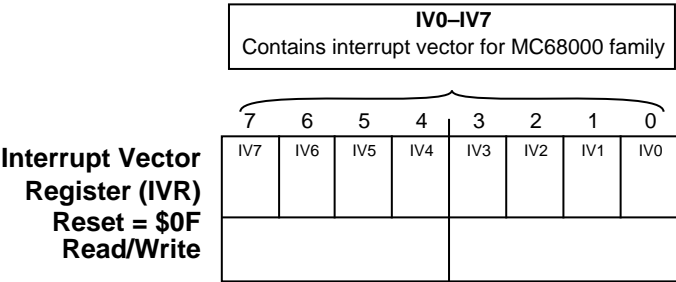 IV0–IV7
Contains interrupt vector for MC68000 family
7 6 5 4 3 2 1 0
Interrupt Vector
Register (IVR)
Reset = $0F
Read/Write
IV7 IV6 IV5 IV4 IV3 IV2 IV1 IV0